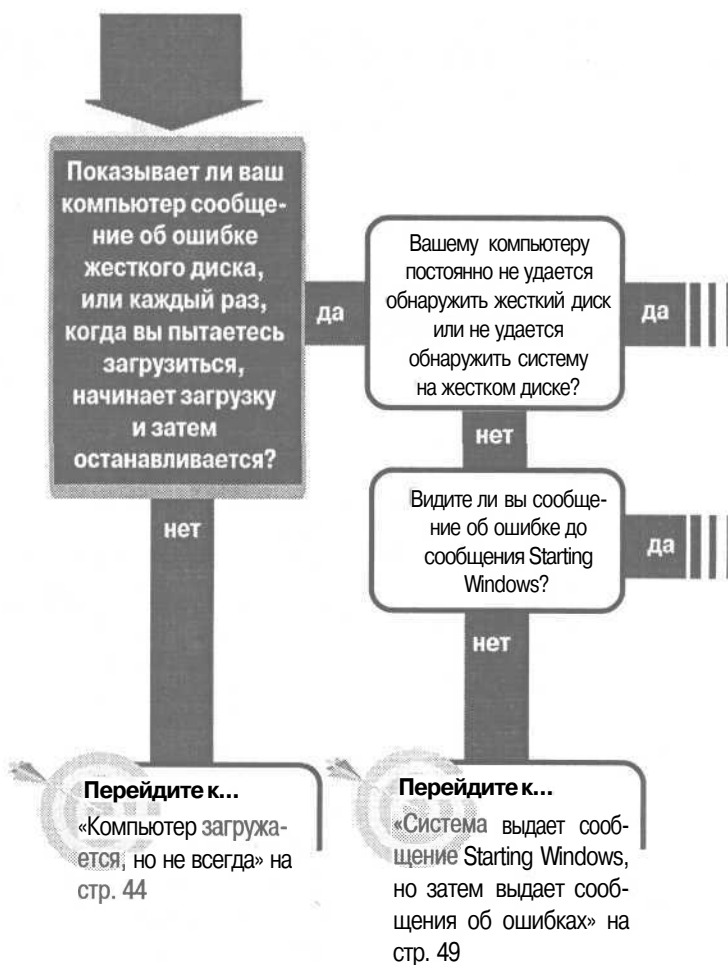 Показывает ли ваш
компьютер сообще-
ние об ошибке
жесткого диска,
или каждый раз,
когда вы пытаетесь
загрузиться,
начинает загрузку
и затем
останавливается?
да
Вашему компьютеру
постоянно не удается
обнаружить жесткий диск
или не удается
обнаружить систему
на жестком диске?
да
нет
Видите ли вы сообще-
ние об ошибке до
сообщения Starting
Windows?
да
нет
нет
Перейдите к...
«Компьютер загружа-
ется, но не всегда» на
стр. 44
Перейдите к...
«Система выдает сооб-
щение Starting Windows,
но затем выдает сооб-
щения об ошибках» на
стр. 49